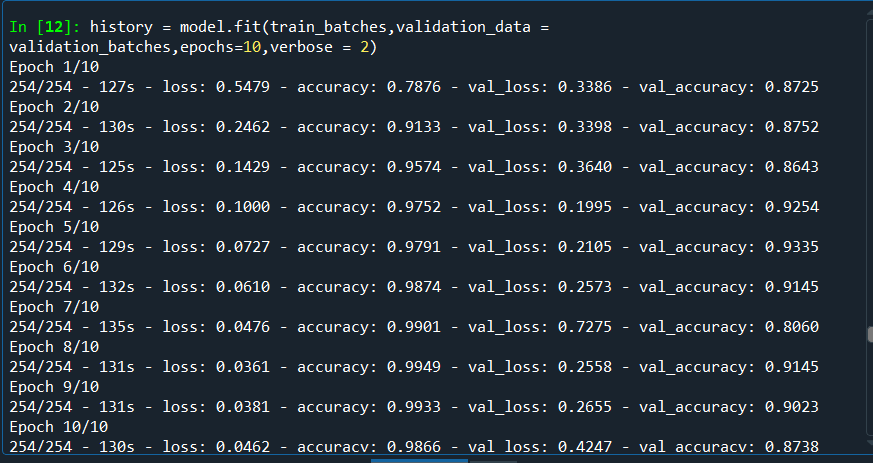 In [12]: history = model.fit(train_batches,validation_data =
validation_batches,epochs=10,verbose = 2)
Epoch 1/10
254/254 - 127s - loss: 0.5479 - accuracy: 0.7876 - val_loss: 0.3386 - val_accuracy: 0.8725
Epoch 2/10
254/254 - 130s - loss: 0.2462 - accuracy: 0.9133 - val_loss: 0.3398 - val_accuracy: 0.8752
Epoch 3/10
254/254 - 125s - loss: 0.1429 - accuracy: 0.9574 - val_loss: 0.3640 - val_accuracy: 0.8643
Epoch 4/10
254/254 - 126s - loss: 0.1000 - accuracy: 0.9752 - val_loss: 0.1995 - val_accuracy: 0.9254
Epoch 5/10
254/254 - 129s - loss: 0.0727 - accuracy: 0.9791 - val_loss: 0.2105 - val_accuracy: 0.9335
Epoch 6/10
254/254 - 132s - loss: 0.0610 - accuracy: 0.9874 - val_loss: 0.2573 - val_accuracy: 0.9145
Epoch 7/10
254/254 - 135s - loss: 0.0476 - accuracy: 0.9901 - val_loss: 0.7275 - val_accuracy: 0.8060
Epoch 8/10
254/254 - 131s - loss: 0.0361 - accuracy: 0.9949 - val_loss: 0.2558 - val_accuracy: 0.9145
Epoch 9/10
254/254 - 131s - loss: 0.0381 - accuracy: 0.9933 - val_loss: 0.2655 - val_accuracy: 0.9023
Epoch 10/10
254/254 - 130s - loss: 0.0462 - accuracy: 0.9866 - val_loss: 0.4247 - val_accuracy: 0.8738